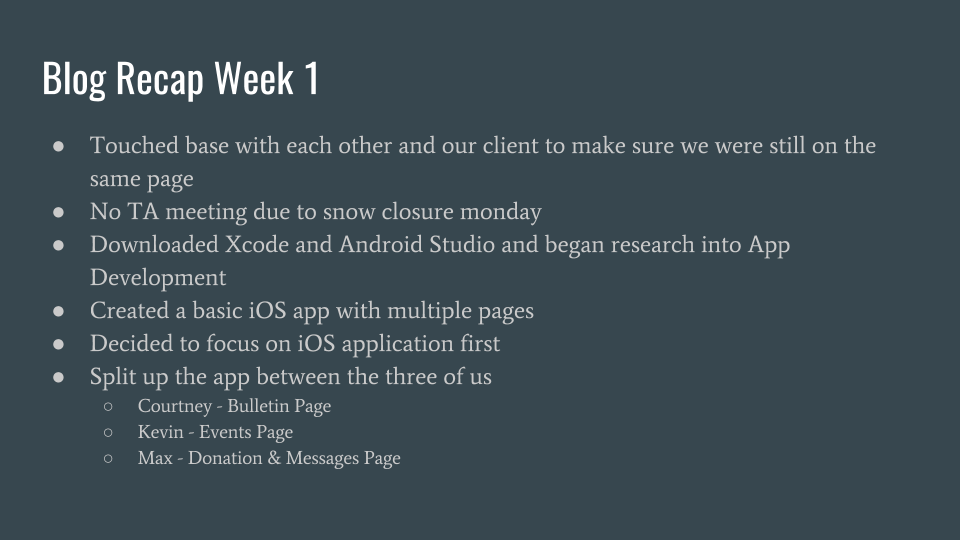 Blog Recap Week 1
● Touched base with each other and our client to make sure we were still on the
same page
● No TA meeting due to snow closure monday
● Downloaded Xcode and Android Studio and began research into App
Development
● Created a basic iOS app with multiple pages
● Decided to focus on iOS application first
● Split up the app between the three of us
○ Courtney - Bulletin Page
○ Kevin - Events Page
○ Max - Donation & Messages Page